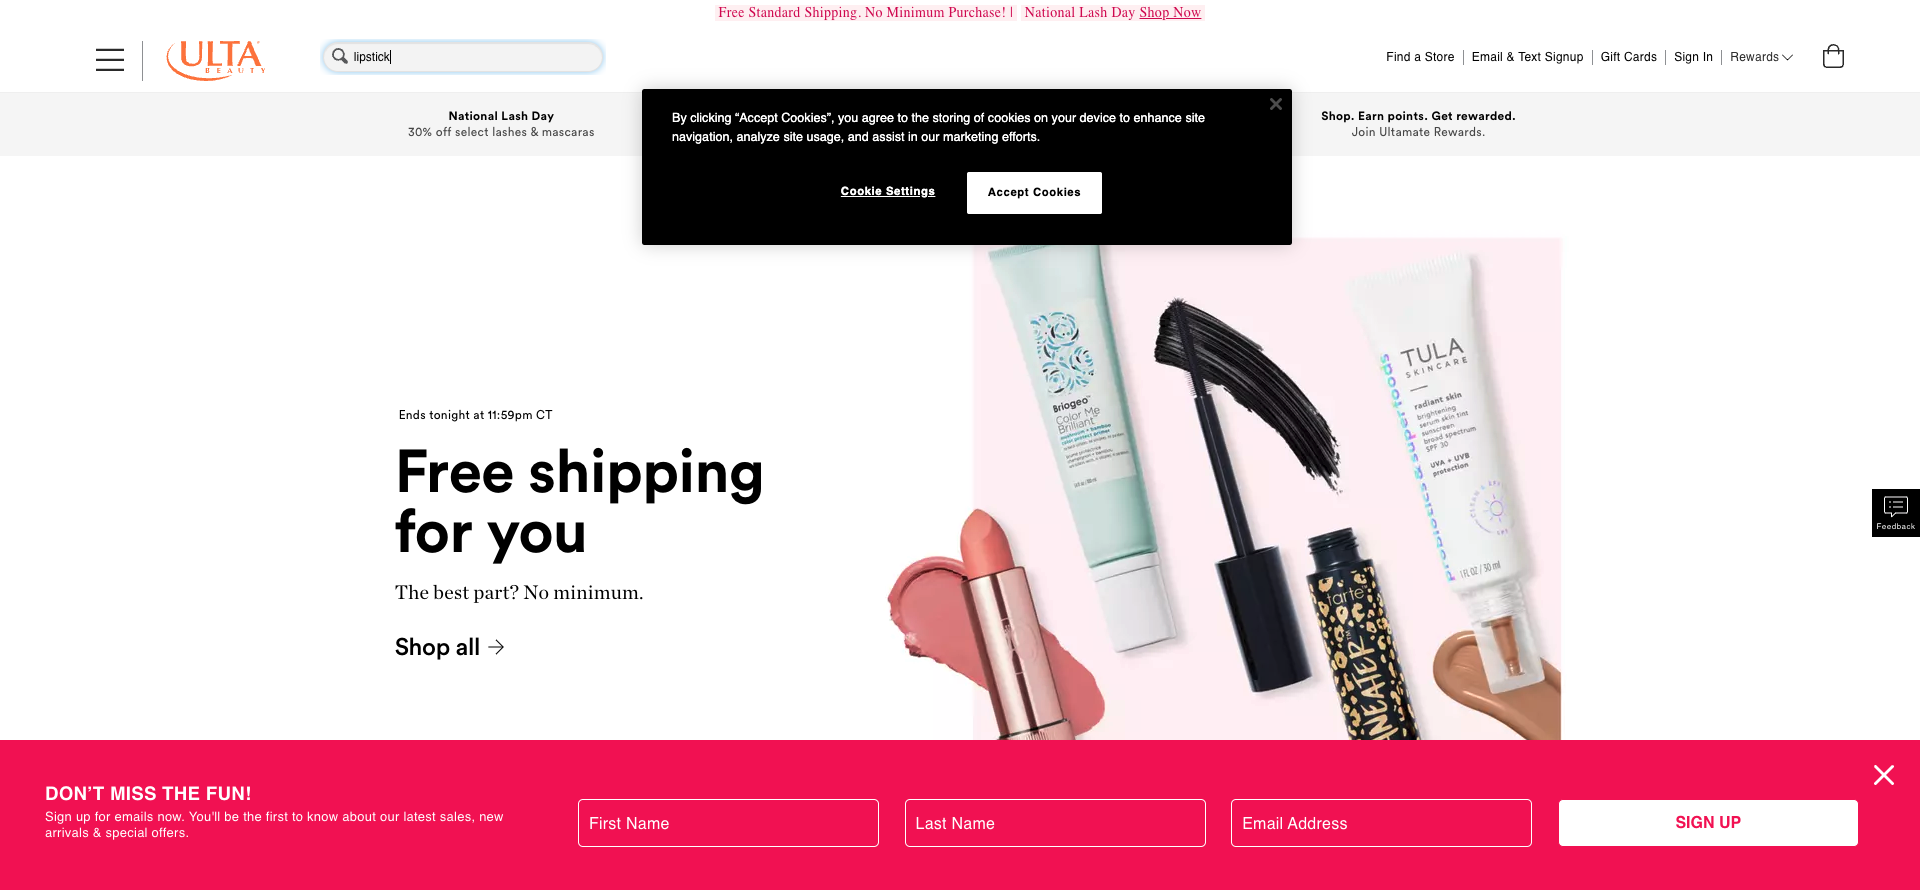 Free Standard Shipping. No Minimum Purchase! | National Lash Day Shop Now
ULTA
BEAUTY
lipstick
Find a Store
Email & Text Signup
Gift Cards
Sign In
Rewards
National Lash Day
30% off select lashes & mascaras
Shop. Earn points. Get rewarded.
Join Ultamate Rewards.
By clicking “Accept Cookies”, you agree to the storing of cookies on your device to enhance site
navigation, analyze site usage, and assist in our marketing efforts.
Cookie Settings
Accept Cookies
Ends tonight at 11:59pm CT
Free shipping
for you
The best part? No minimum.
Shop all
Briogeo
Color Me
Brilliant
mushroom + bamboo
color protect primer
TULA
SKINCARE
probiotics & superfoods
radiant skin
brightening
serum skin tint
sunscreen
broad spectrum
SPF 30
UVA + UVB
protection
1 FL OZ / 30 ml
tarte
NEATER
Feedback
DON’T MISS THE FUN!
Sign up for emails now. You'll be the first to know about our latest sales, new
arrivals & special offers.
First Name
Last Name
Email Address
SIGN UP